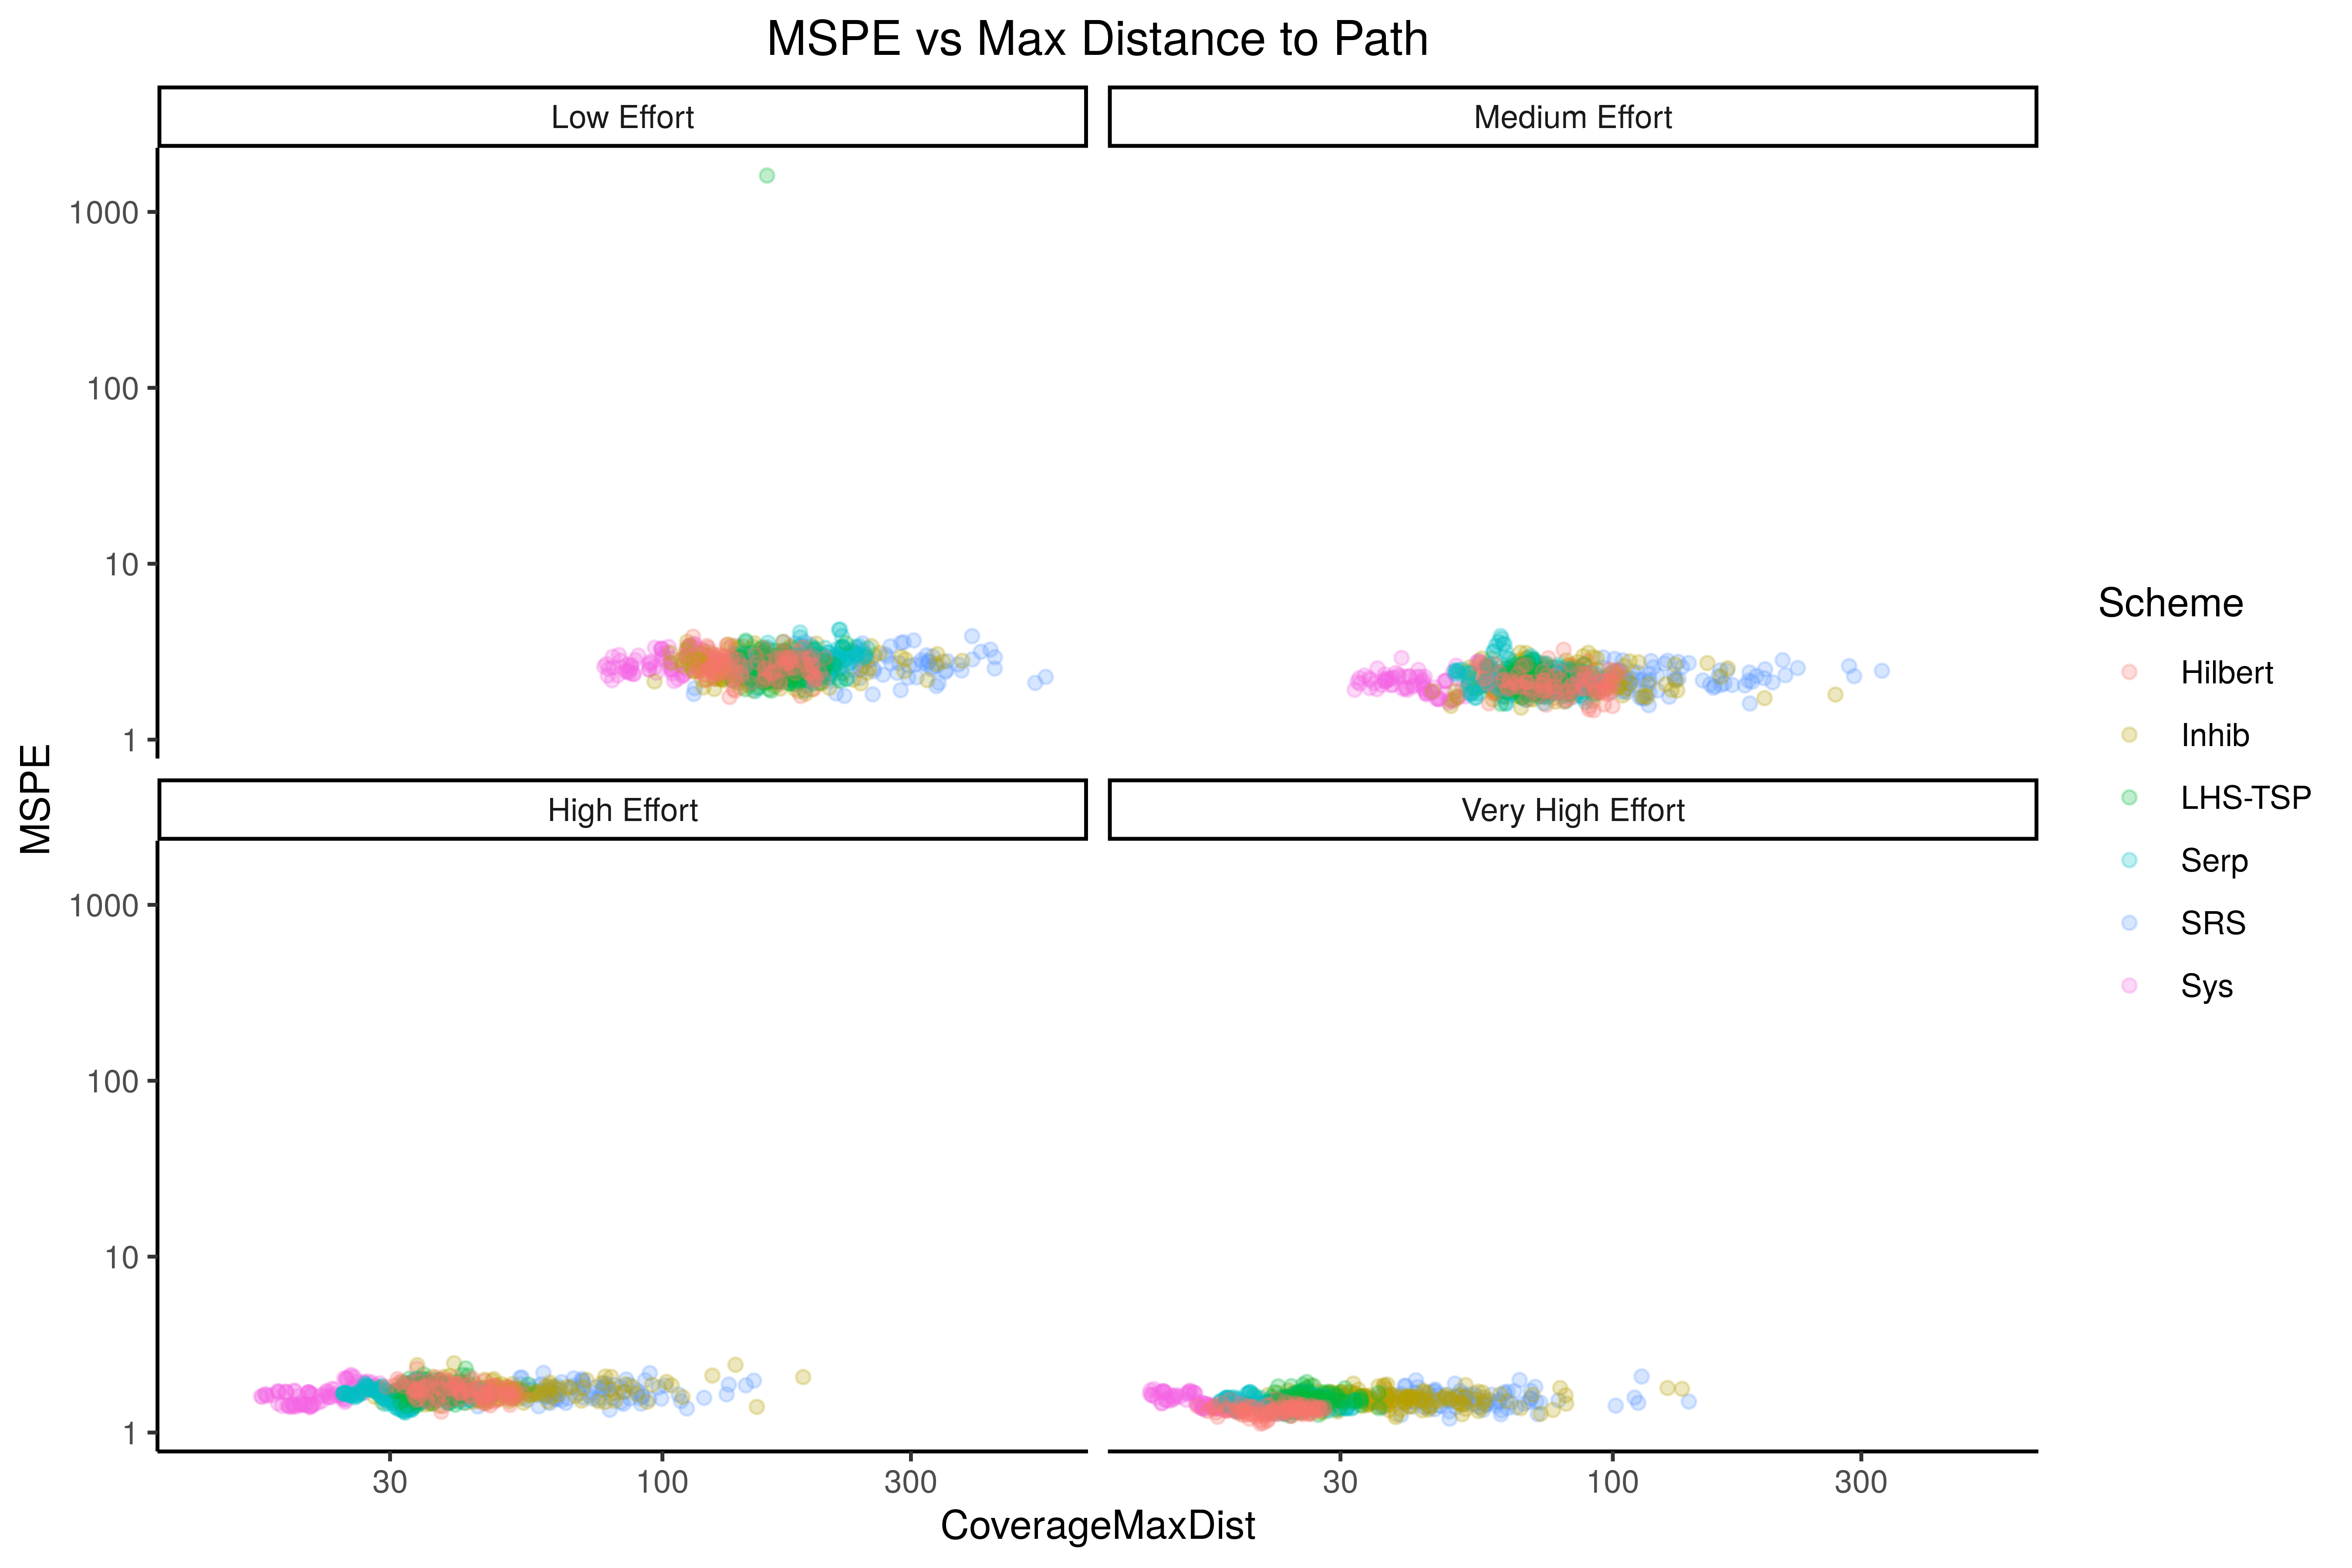 MSPE vs Max Distance to Path
Low Effort
Medium Effort
1000
100
10
1
High Effort
Very High Effort
1000
100
10
1
30
100
300
30
100
300
CoverageMaxDist
MSPE
Scheme
Hilbert
Inhib
LHS-TSP
Serp
SRS
Sys